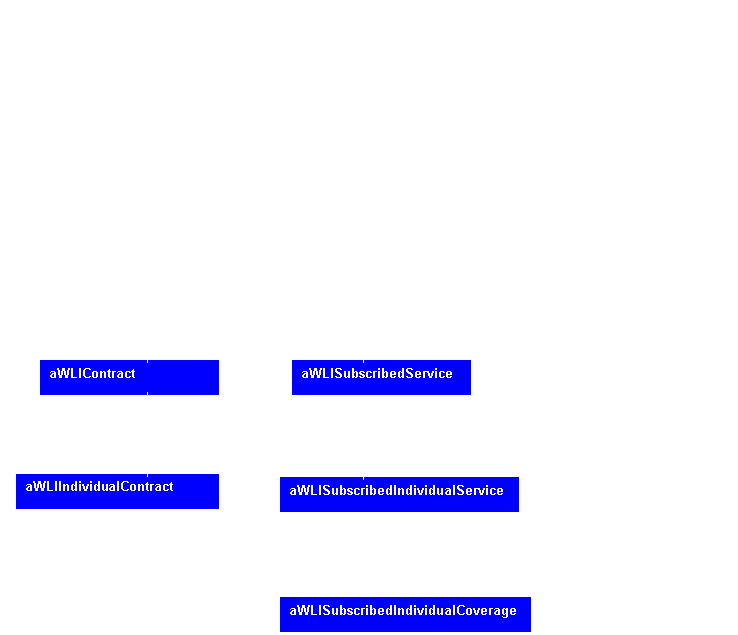 aWLIContract
aWLISubscribedService
aWLIIndividualContract
aWLISubscribedIndividualService
aWLISubscribedIndividualCoverage